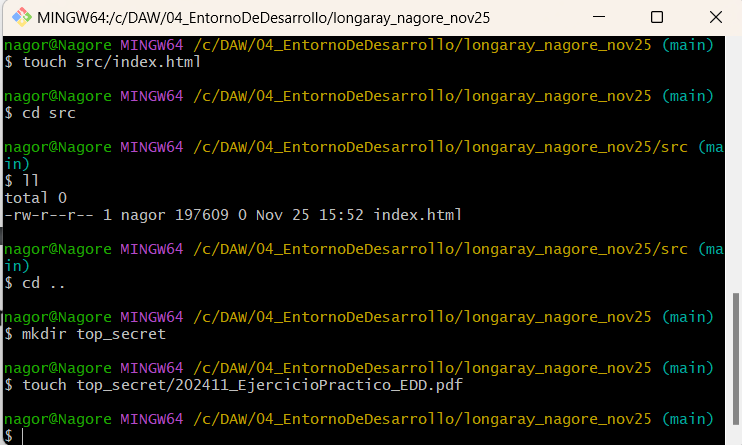 MINGW64:/c/DAW/04_EntornoDeDesarrollo/longaray_nagore_nov25
nagor@Nagore MINGW64 /c/DAW/04_EntornoDeDesarrollo/longaray_nagore_nov25 (main)
$ touch src/index.html
nagor@Nagore MINGW64 /c/DAW/04_EntornoDeDesarrollo/longaray_nagore_nov25 (main)
$ cd src
nagor@Nagore MINGW64 /c/DAW/04_EntornoDeDesarrollo/longaray_nagore_nov25/src (ma
in)
$ ll
total 0
-rw-r--r-- 1 nagor 197609 0 Nov 25 15:52 index.html
nagor@Nagore MINGW64 /c/DAW/04_EntornoDeDesarrollo/longaray_nagore_nov25/src (ma
in)
$ cd ..
nagor@Nagore MINGW64 /c/DAW/04_EntornoDeDesarrollo/longaray_nagore_nov25 (main)
$ mkdir top_secret
nagor@Nagore MINGW64 /c/DAW/04_EntornoDeDesarrollo/longaray_nagore_nov25 (main)
$ touch top_secret/202411_EjercicioPractico_EDD.pdf
nagor@Nagore MINGW64 /c/DAW/04_EntornoDeDesarrollo/longaray_nagore_nov25 (main)
$